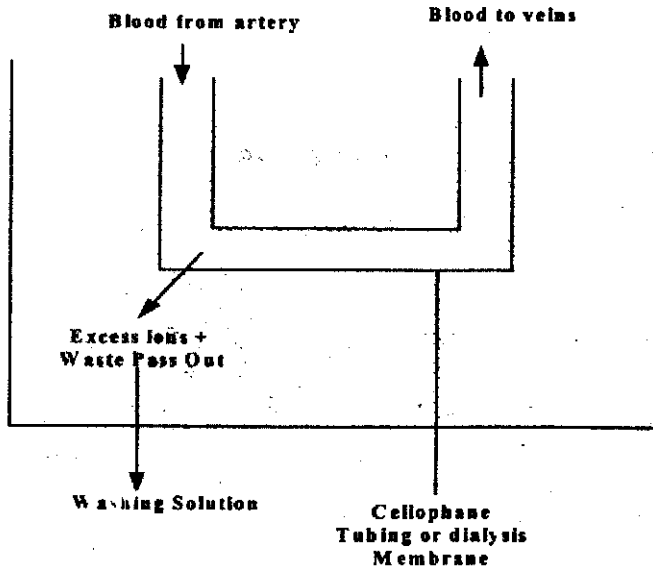 Blood from artery
Blood to veins
Excess Ions +
Waste Pass Out
Washing Solution
Cellophane
Tubing or dialysis
Membrane